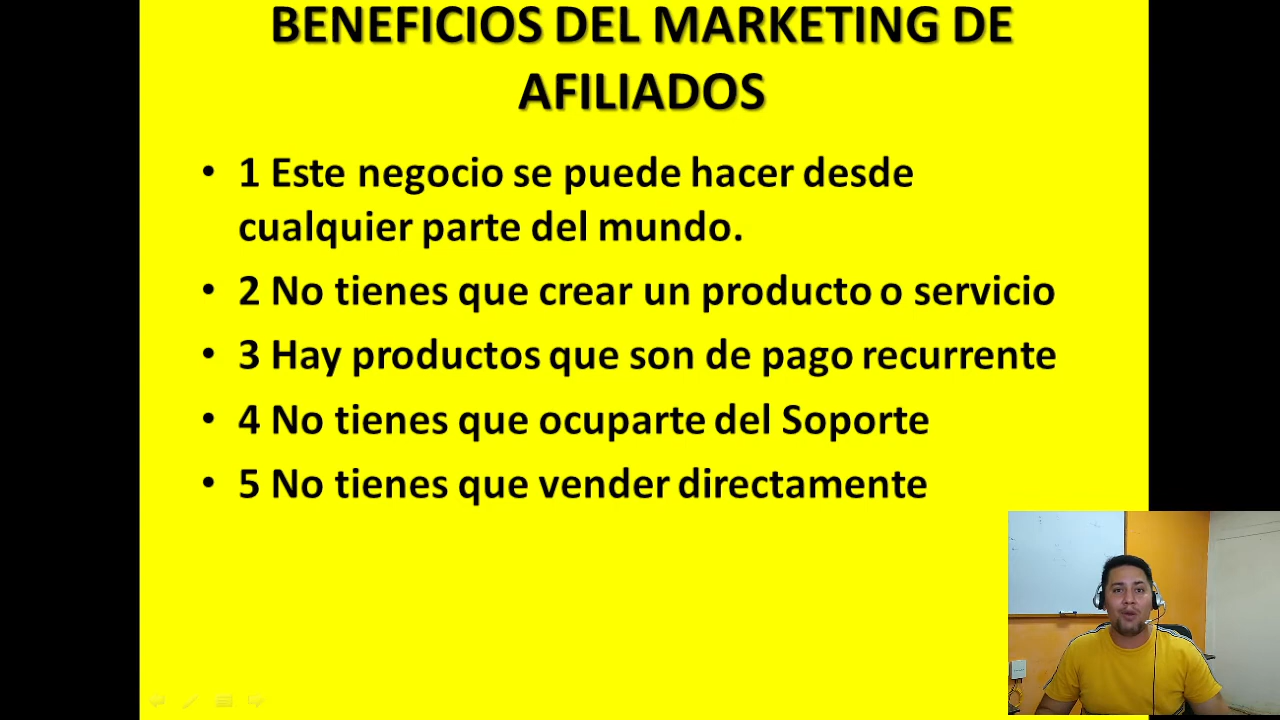 BENEFICIOS DEL MARKETING DE
AFILIADOS
• 1 Este negocio se puede hacer desde
cualquier parte del mundo.
• 2 No tienes que crear un producto o servicio
• 3 Hay productos que son de pago recurrente
• 4 No tienes que ocuparte del Soporte
• 5 No tienes que vender directamente